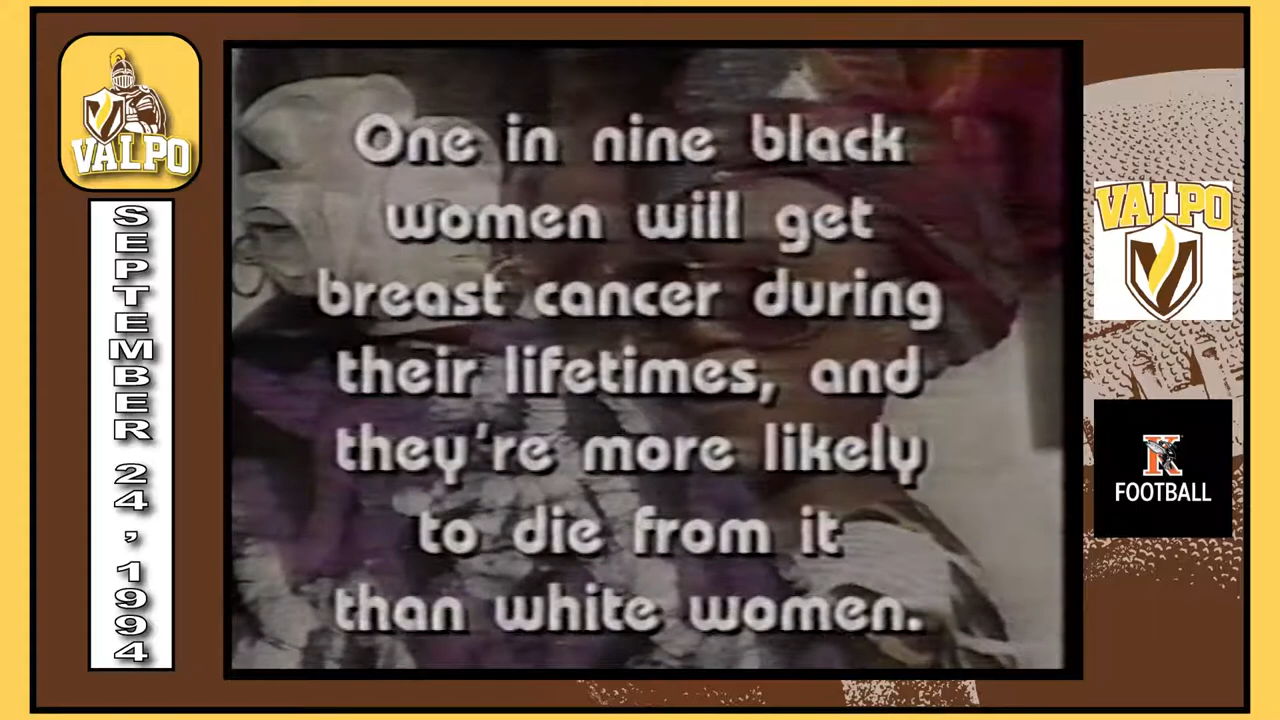 VALPO
SEPTEMBER 24, 1994
One in nine black
women will get
breast cancer during
their lifetimes, and
they're more likely
to die from it
than white women.
VALPO
V
K
FOOTBALL